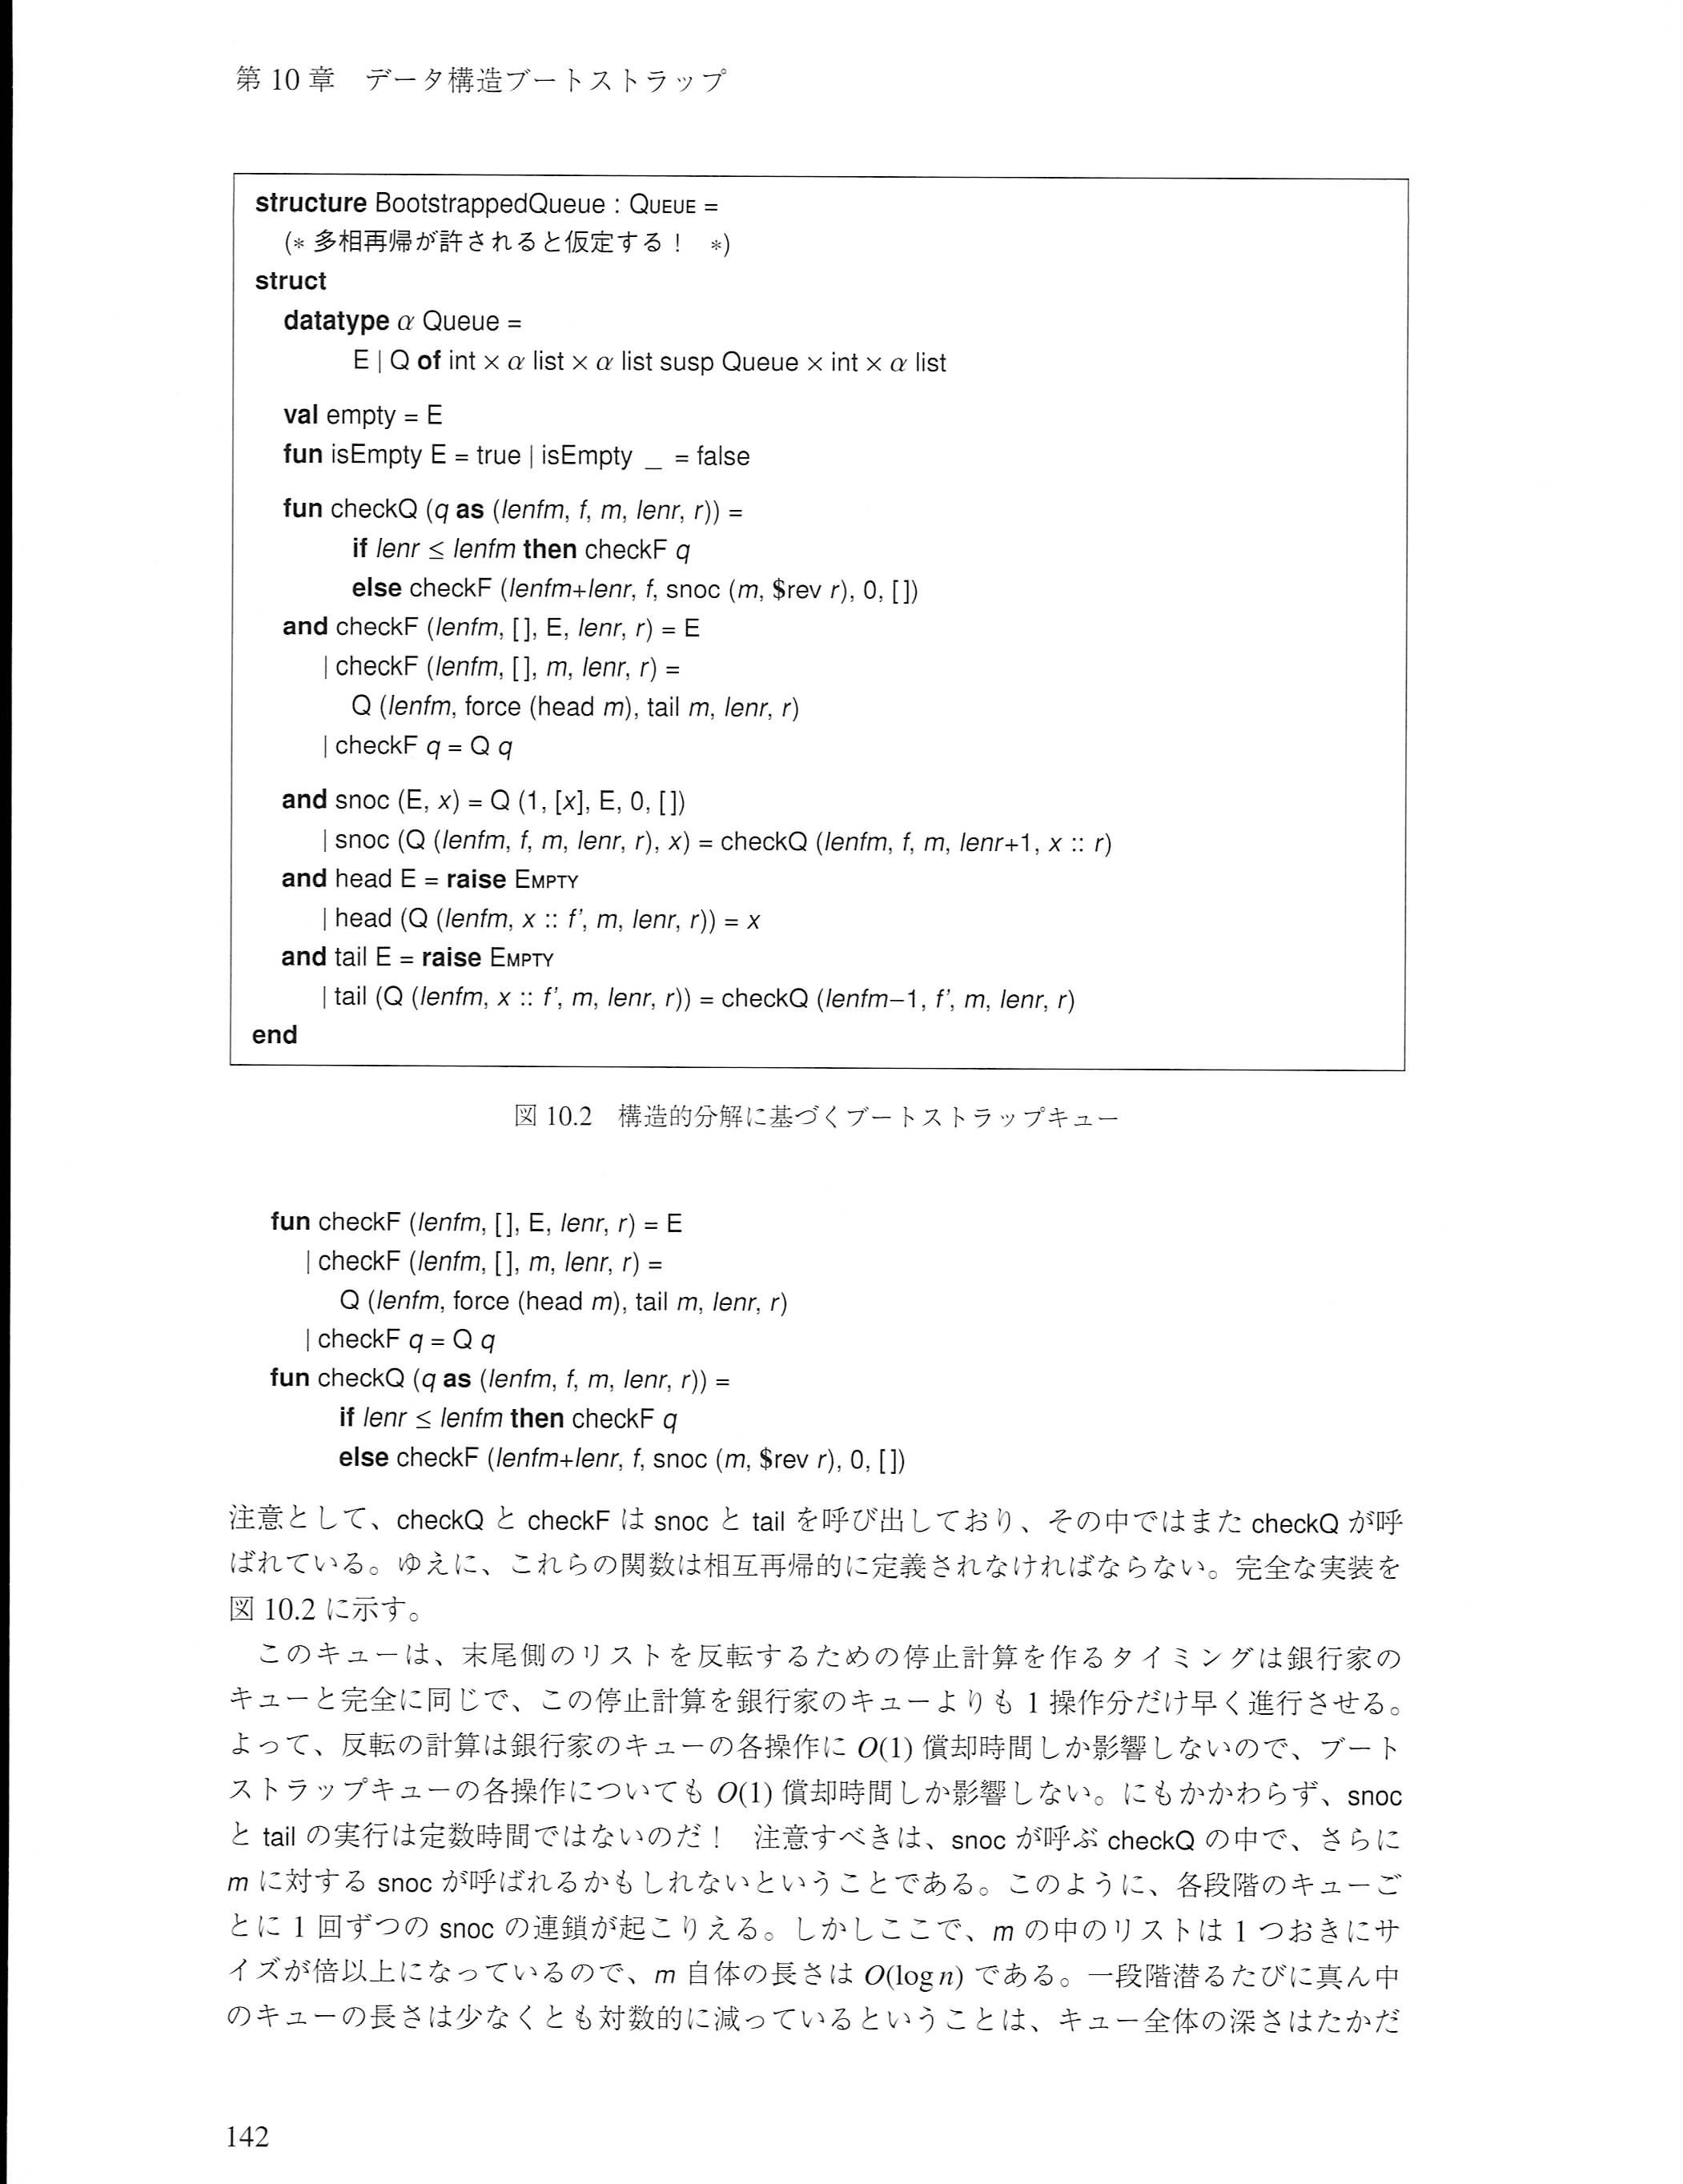 第 10 章　データ構造ブートストラップ
structure BootstrappedQueue : QUEUE =
(* 多相再帰が許されると仮定する！　*)
struct
datatype α Queue =
E | Q of int × α list × α list susp Queue × int × α list
val empty = E
fun isEmpty E = true | isEmpty _ = false
fun checkQ (q as (lenfm, f, m, lenr, r)) =
if lenr ≤ lenfm then checkF q
else checkF (lenfm+lenr, f, snoc (m, $rev r), 0, [])
and checkF (lenfm, [], E, lenr, r) = E
| checkF (lenfm, [], m, lenr, r) =
Q (lenfm, force (head m), tail m, lenr, r)
| checkF q = Q q
and snoc (E, x) = Q (1, [x], E, 0, [])
| snoc (Q (lenfm, f, m, lenr, r), x) = checkQ (lenfm, f, m, lenr+1, x :: r)
and head E = raise EMPTY
| head (Q (lenfm, x :: f', m, lenr, r)) = x
and tail E = raise EMPTY
| tail (Q (lenfm, x :: f', m, lenr, r)) = checkQ (lenfm−1, f', m, lenr, r)
end
図 10.2　構造的分解に基づくブートストラップキュー
fun checkF (lenfm, [], E, lenr, r) = E
| checkF (lenfm, [], m, lenr, r) =
Q (lenfm, force (head m), tail m, lenr, r)
| checkF q = Q q
fun checkQ (q as (lenfm, f, m, lenr, r)) =
if lenr ≤ lenfm then checkF q
else checkF (lenfm+lenr, f, snoc (m, $rev r), 0, [])
注意として、checkQ と checkF は snoc と tail を呼び出しており、その中ではまた checkQ が呼
ばれている。ゆえに、これらの関数は相互再帰的に定義されなければならない。完全な実装を
図 10.2 に示す。
このキューは、末尾側のリストを反転するための停止計算を作るタイミングは銀行家の
キューと完全に同じで、この停止計算を銀行家のキューよりも 1 操作分だけ早く進行させる。
よって、反転の計算は銀行家のキューの各操作に O(1) 償却時間しか影響しないので、ブート
ストラップキューの各操作についても O(1) 償却時間しか影響しない。にもかかわらず、snoc
と tail の実行は定数時間ではないのだ！　注意すべきは、snoc が呼ぶ checkQ の中で、さらに
m に対する snoc が呼ばれるかもしれないということである。このように、各段階のキューご
とに 1 回ずつの snoc の連鎖が起こりえる。しかしここで、m の中のリストは 1 つおきにサ
イズが倍以上になっているので、m 自体の長さは O(log n) である。一段階潜るたびに真ん中
のキューの長さは少なくとも対数的に減っているということは、キュー全体の深さはたかだ
142